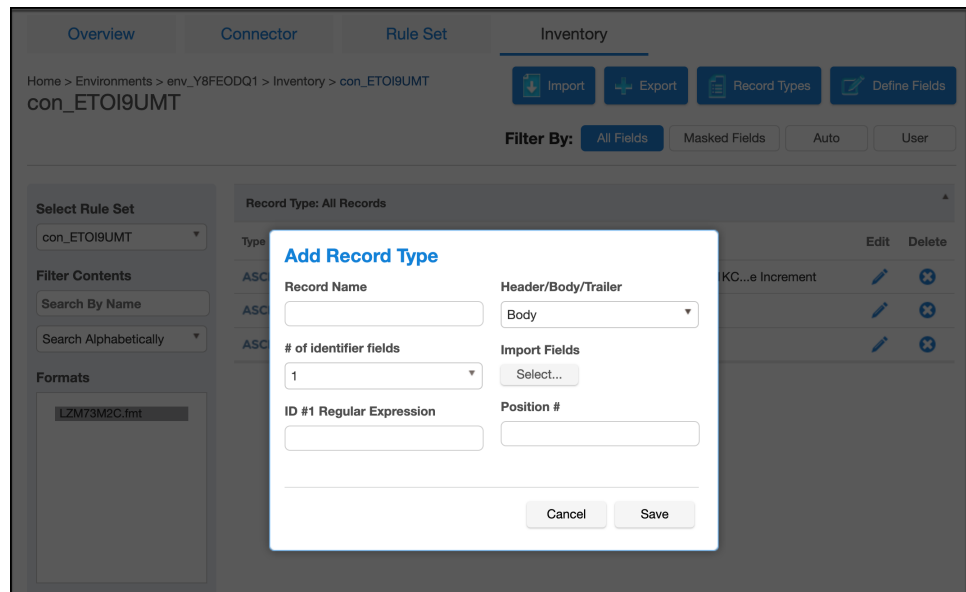 Overview Connector Rule Set Inventory
Home > Environments > env_Y8FEODQ1 > Inventory > con_ETOI9UMT
con_ETOI9UMT
Import Export Record Types Define Fields
Filter By: All Fields Masked Fields Auto User
Select Rule Set
con_ETOI9UMT
Filter Contents
Search By Name
Search Alphabetically
Formats
LZM73M2C.fmt
Record Type: All Records
Type Edit Delete
ASC KC...e Increment
ASC
ASC
Add Record Type
Record Name Header/Body/Trailer
Body
# of identifier fields Import Fields
1 Select...
ID #1 Regular Expression Position #
Cancel Save